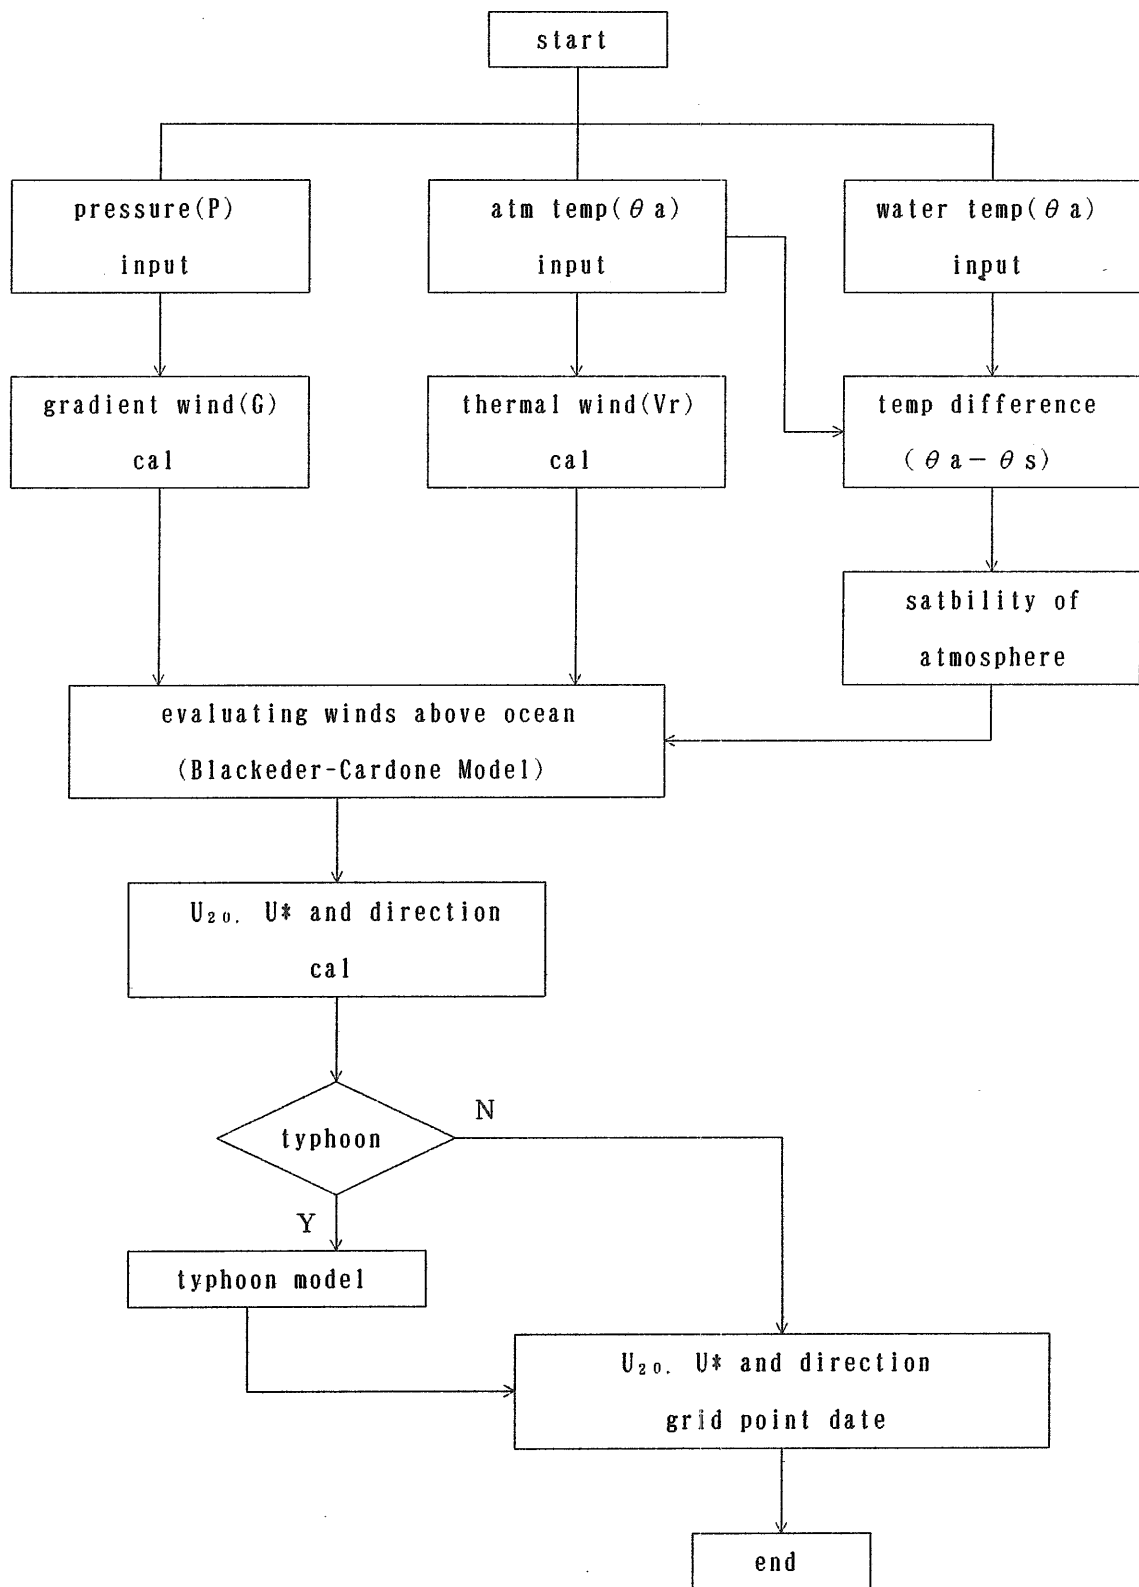 start
pressure(P)
input
atm temp(θa)
input
water temp(θa)
input
gradient wind(G)
cal
thermal wind(Vr)
cal
temp difference
(θa-θs)
satbility of
atmosphere
evaluating winds above ocean
(Blackeder-Cardone Model)
U₂₀. U* and direction
cal
typhoon
N
Y
typhoon model
U₂₀. U* and direction
grid point date
end